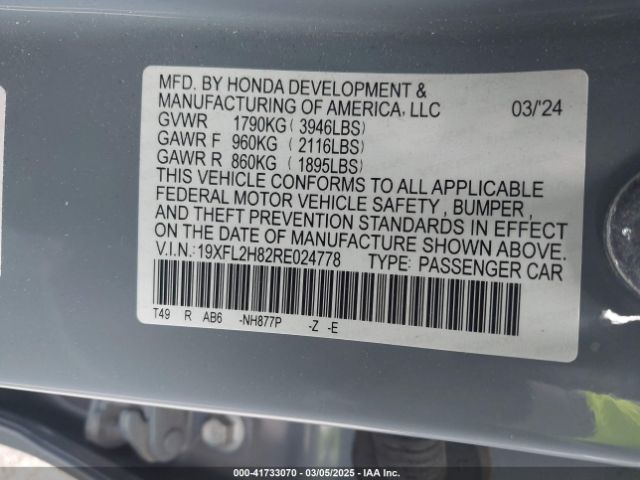 MFD. BY HONDA DEVELOPMENT &
MANUFACTURING OF AMERICA, LLC 03/'24
GVWR 1790KG ( 3946LBS)
GAWR F 960KG ( 2116LBS)
GAWR R 860KG ( 1895LBS)
THIS VEHICLE CONFORMS TO ALL APPLICABLE
FEDERAL MOTOR VEHICLE SAFETY , BUMPER ,
AND THEFT PREVENTION STANDARDS IN EFFECT
ON THE DATE OF MANUFACTURE SHOWN ABOVE.
V.I.N.: 19XFL2H82RE024778 TYPE: PASSENGER CAR
T49 R AB6 -NH877P -Z -E
000-41733070 | 03/05/2025 - IAA Inc.